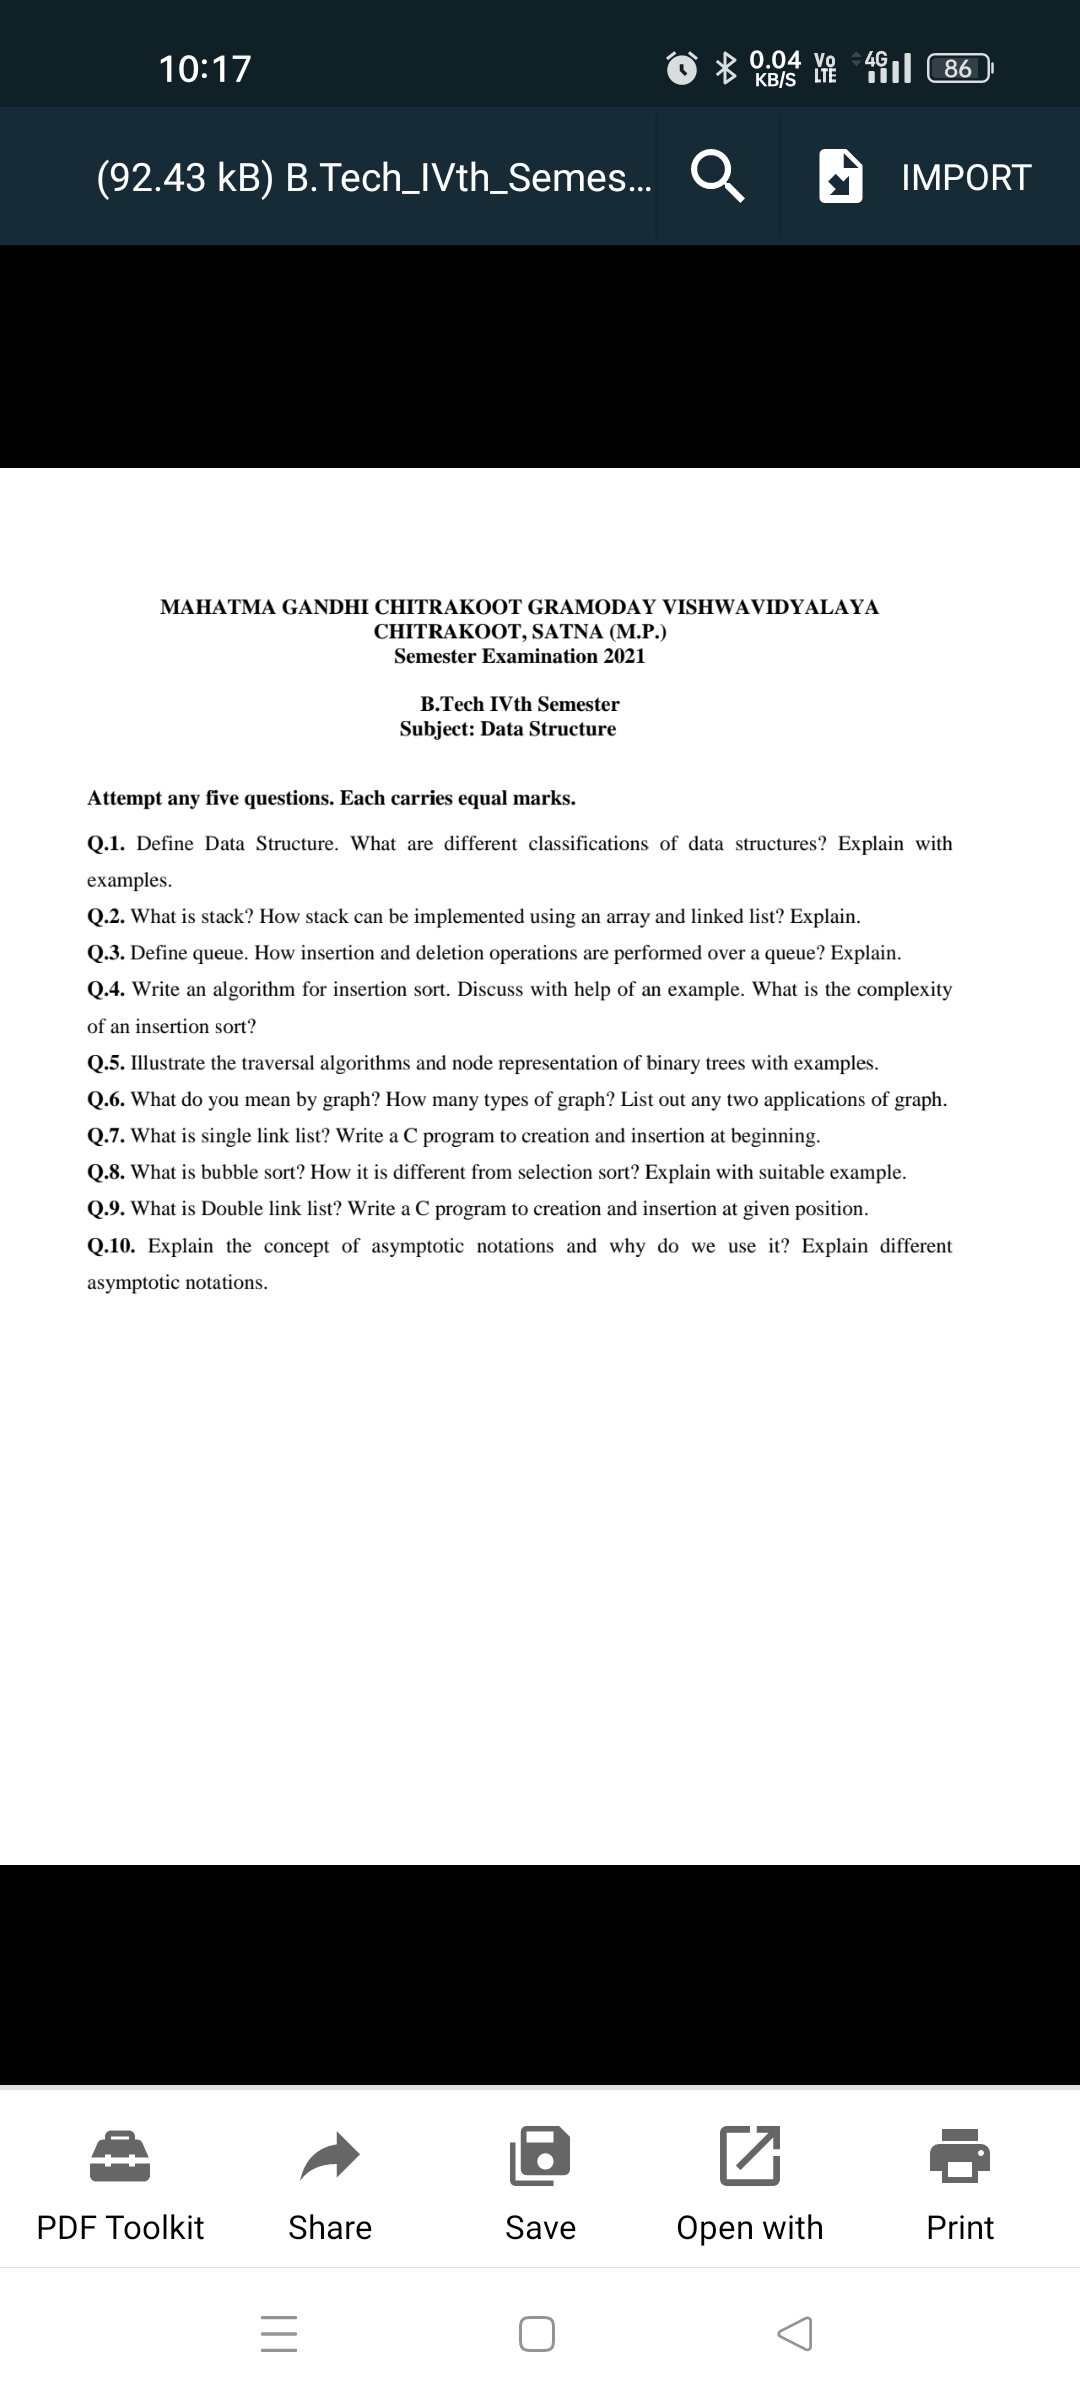 10:17
0.04 KB/S Vo LTE 4G 86
(92.43 kB) B.Tech_IVth_Semes... IMPORT
MAHATMA GANDHI CHITRAKOOT GRAMODAY VISHWAVIDYALAYA
CHITRAKOOT, SATNA (M.P.)
Semester Examination 2021
B.Tech IVth Semester
Subject: Data Structure
Attempt any five questions. Each carries equal marks.
Q.1. Define Data Structure. What are different classifications of data structures? Explain with
examples.
Q.2. What is stack? How stack can be implemented using an array and linked list? Explain.
Q.3. Define queue. How insertion and deletion operations are performed over a queue? Explain.
Q.4. Write an algorithm for insertion sort. Discuss with help of an example. What is the complexity
of an insertion sort?
Q.5. Illustrate the traversal algorithms and node representation of binary trees with examples.
Q.6. What do you mean by graph? How many types of graph? List out any two applications of graph.
Q.7. What is single link list? Write a C program to creation and insertion at beginning.
Q.8. What is bubble sort? How it is different from selection sort? Explain with suitable example.
Q.9. What is Double link list? Write a C program to creation and insertion at given position.
Q.10. Explain the concept of asymptotic notations and why do we use it? Explain different
asymptotic notations.
PDF Toolkit Share Save Open with Print